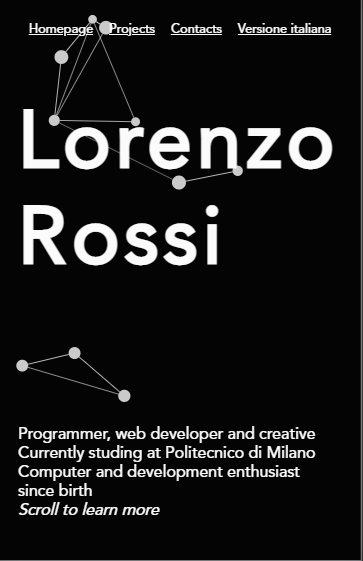 Homepage Projects Contacts Versione italiana
Lorenzo
Rossi
Programmer, web developer and creative
Currently studing at Politecnico di Milano
Computer and development enthusiast
since birth
Scroll to learn more